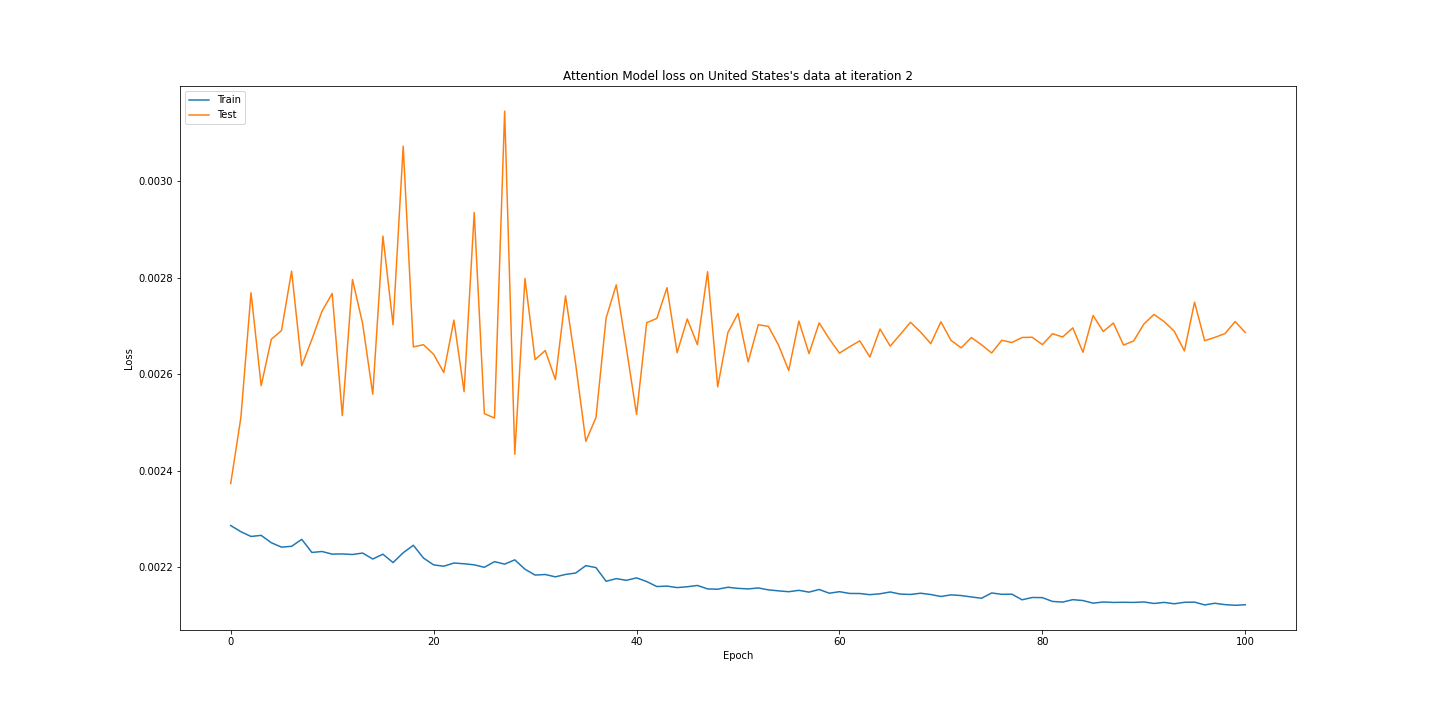 Attention Model loss on United States's data at iteration 2
Train
Test
0.0030
0.0028
0.0026
0.0024
0.0022
Loss
0
20
40
60
80
100
Epoch